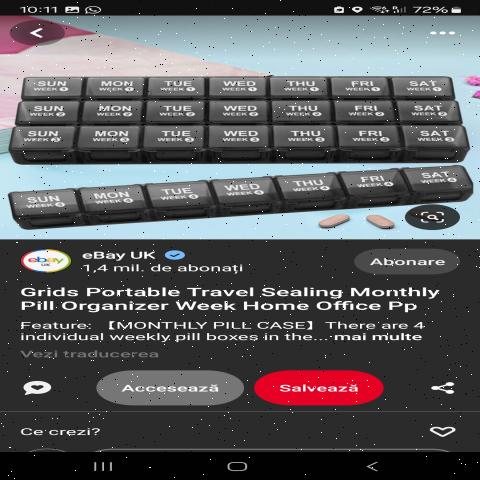 10:11
72%
SUN MON TUE WED THU FRI SAT
WEEK 1 WEEK 1 WEEK 1 WEEK 1 WEEK 1 WEEK 1 WEEK 1
SUN MON TUE WED THU FRI SAT
WEEK 2 WEEK 2 WEEK 2 WEEK 2 WEEK 2 WEEK 2 WEEK 2
SUN MON TUE WED THU FRI SAT
WEEK 3 WEEK 3 WEEK 3 WEEK 3 WEEK 3 WEEK 3 WEEK 3
SUN MON TUE WED THU FRI SAT
WEEK 4 WEEK 4 WEEK 4 WEEK 4 WEEK 4 WEEK 4 WEEK 4
ebay
UK
eBay UK
1,4 mil. de abonați
Abonare
Grids Portable Travel Sealing Monthly
Pill Organizer Week Home Office Pp
Feature: 【MONTHLY PILL CASE】 There are 4
individual weekly pill boxes in the... mai multe
Vezi traducerea
Accesează
Salvează
Ce crezi?